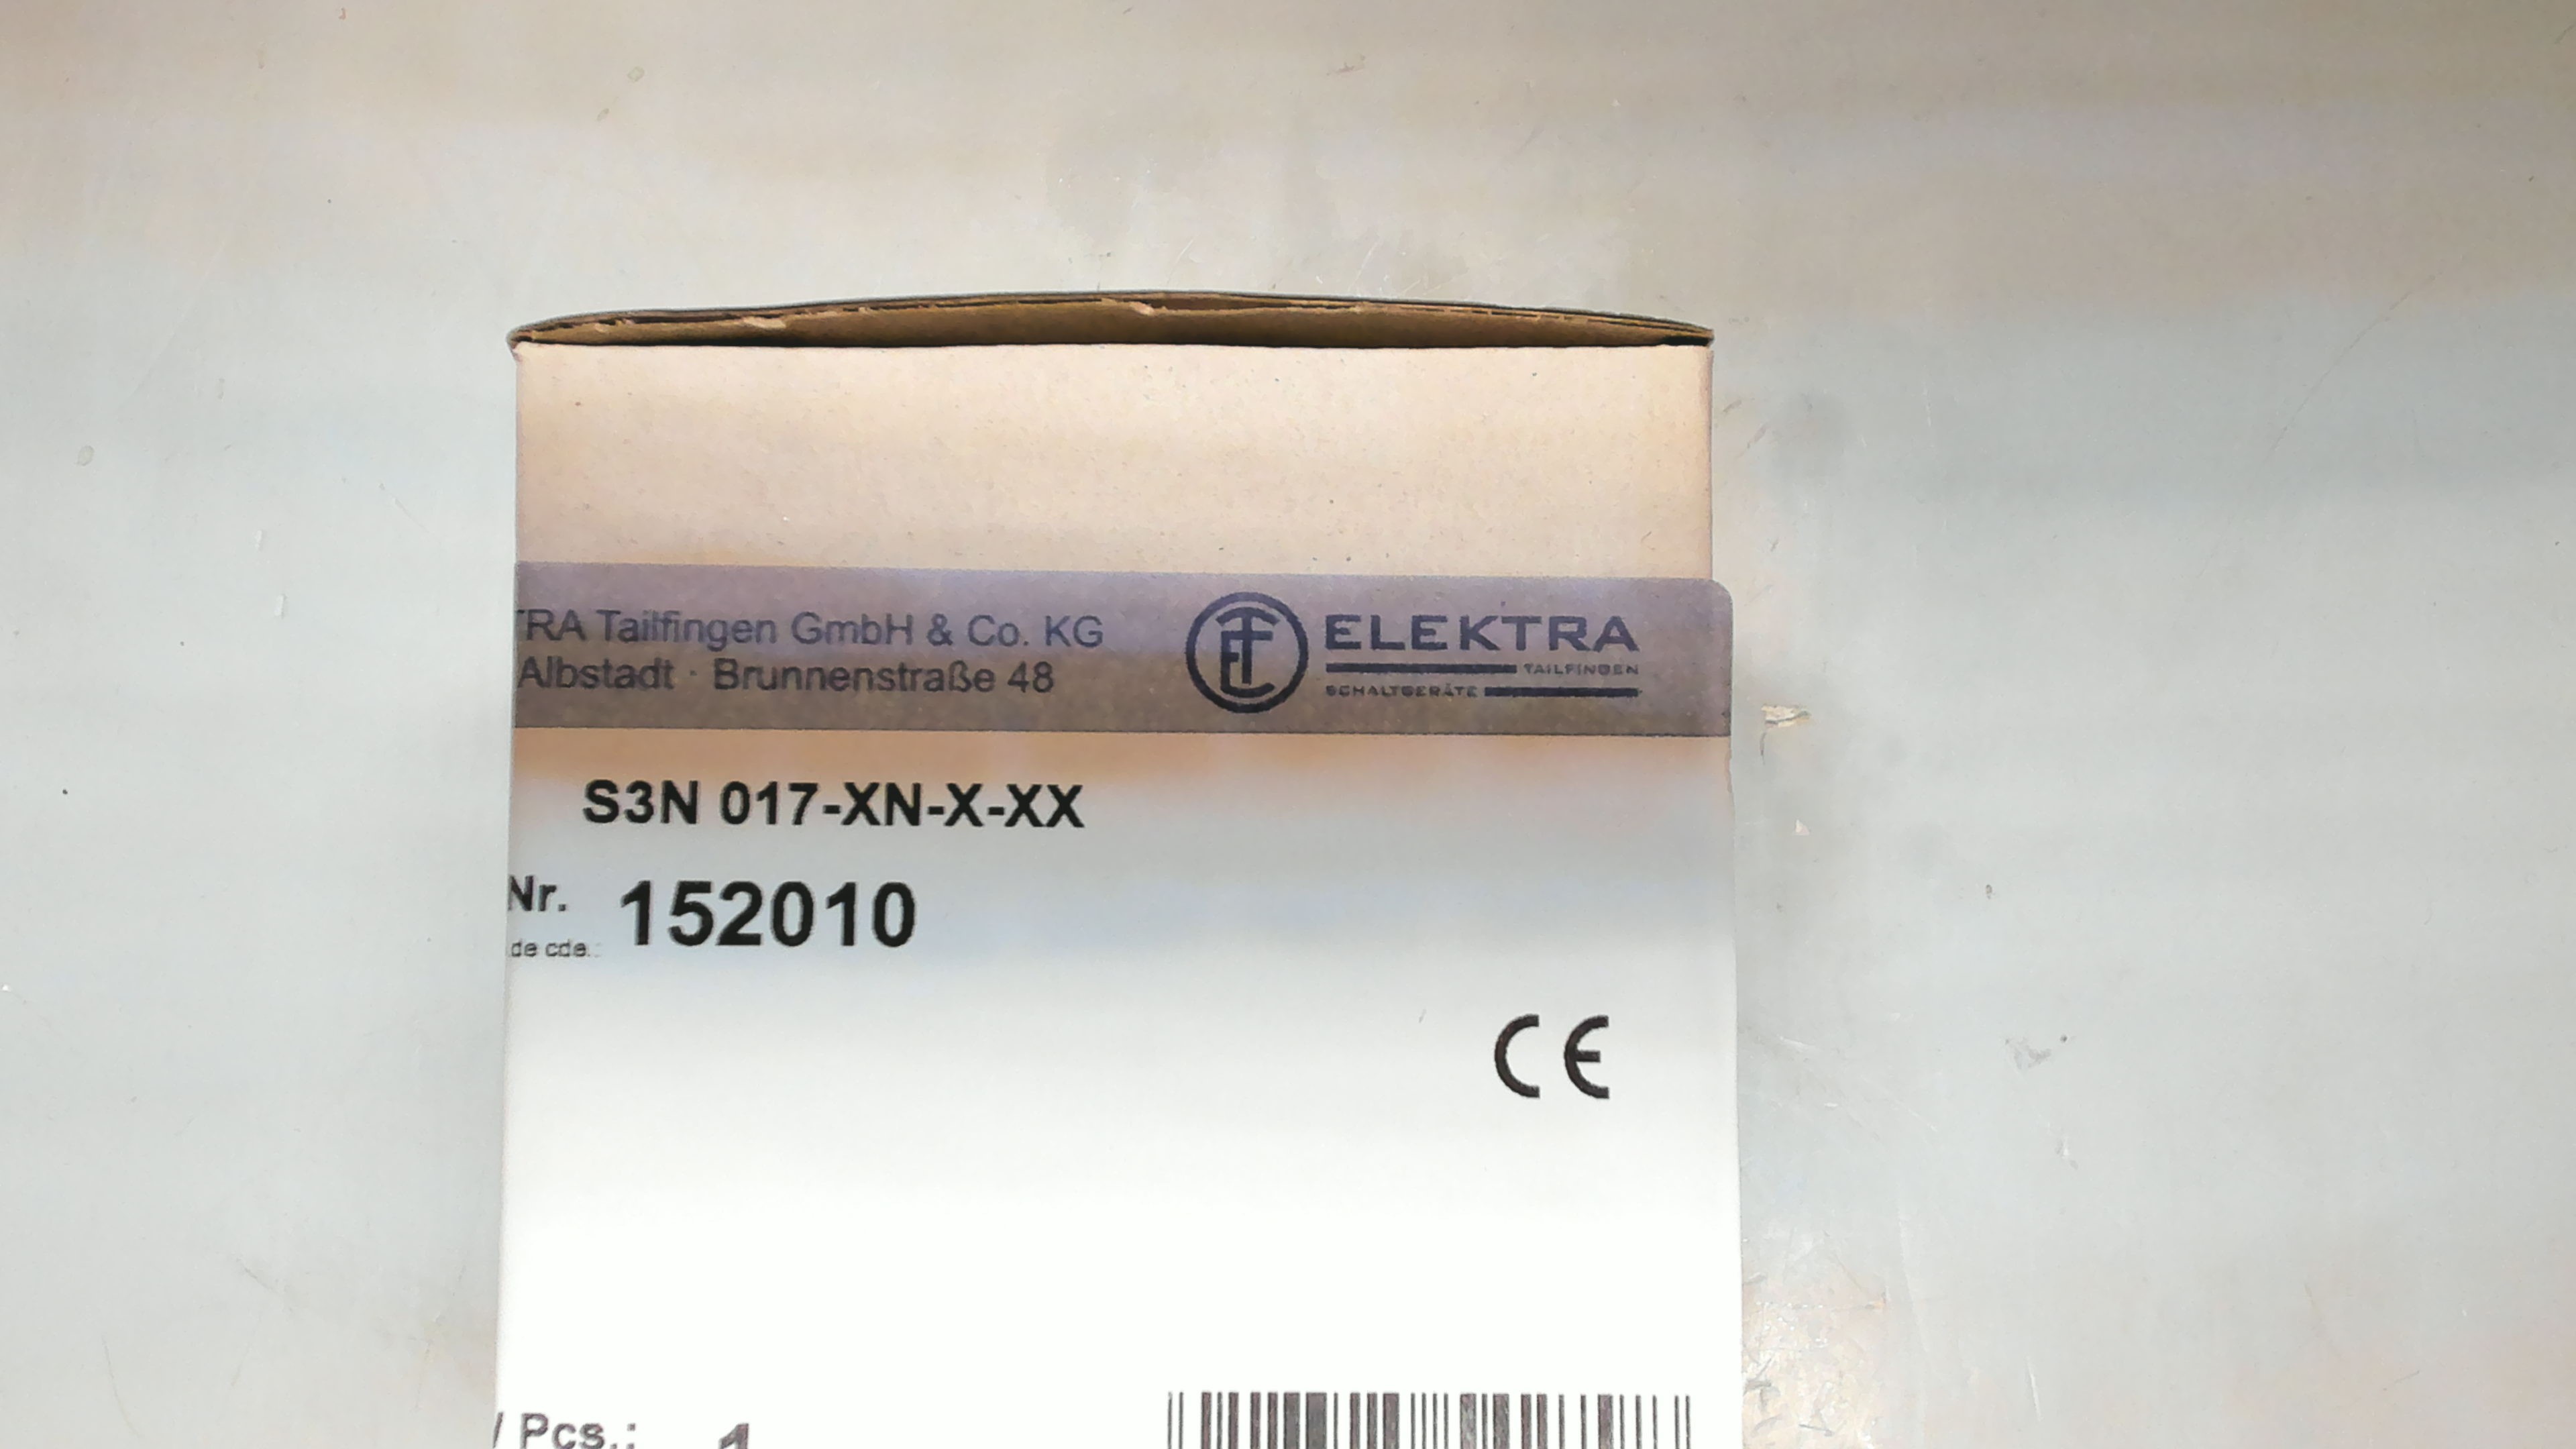 TRA Tailfingen GmbH & Co. KG
Albstadt · Brunnenstraße 48
ELEKTRA
TAILFINGEN
SCHALTGERÄTE
S3N 017-XN-X-XX
Nr. 152010
de cde.:
CE
/ Pcs.: 1